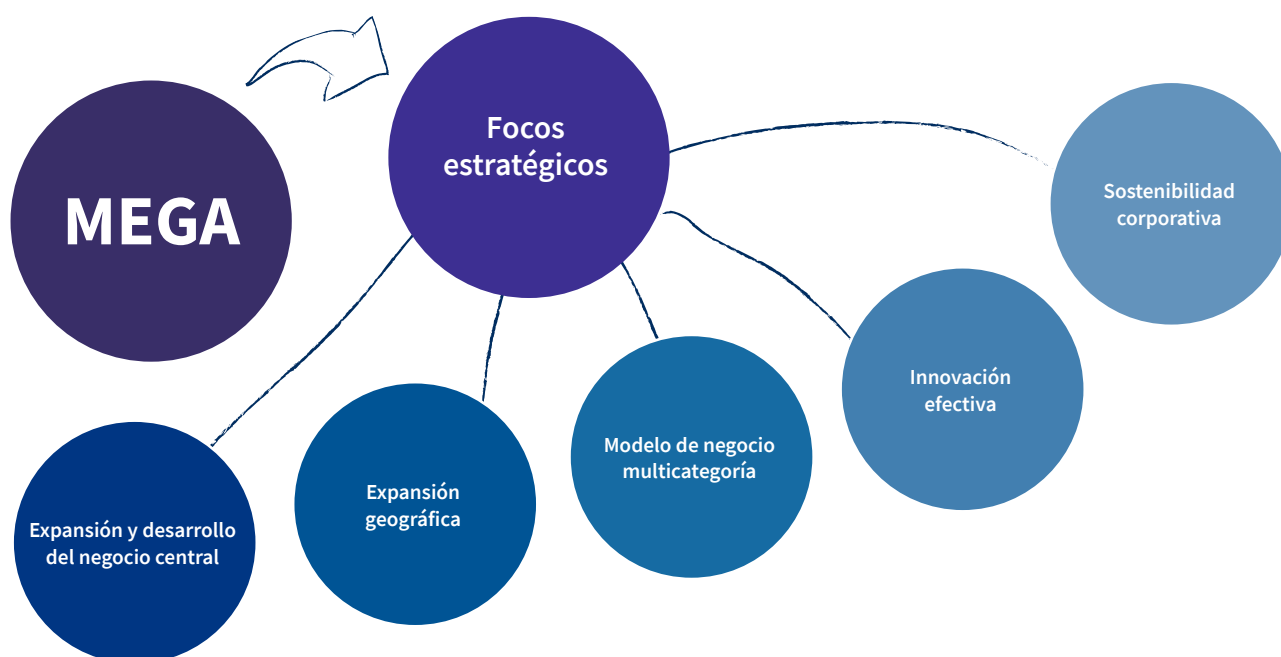 MEGA
Focos
estratégicos
Sostenibilidad
corporativa
Innovación
efectiva
Modelo de negocio
multicategoría
Expansión
geográfica
Expansión y desarrollo
del negocio central